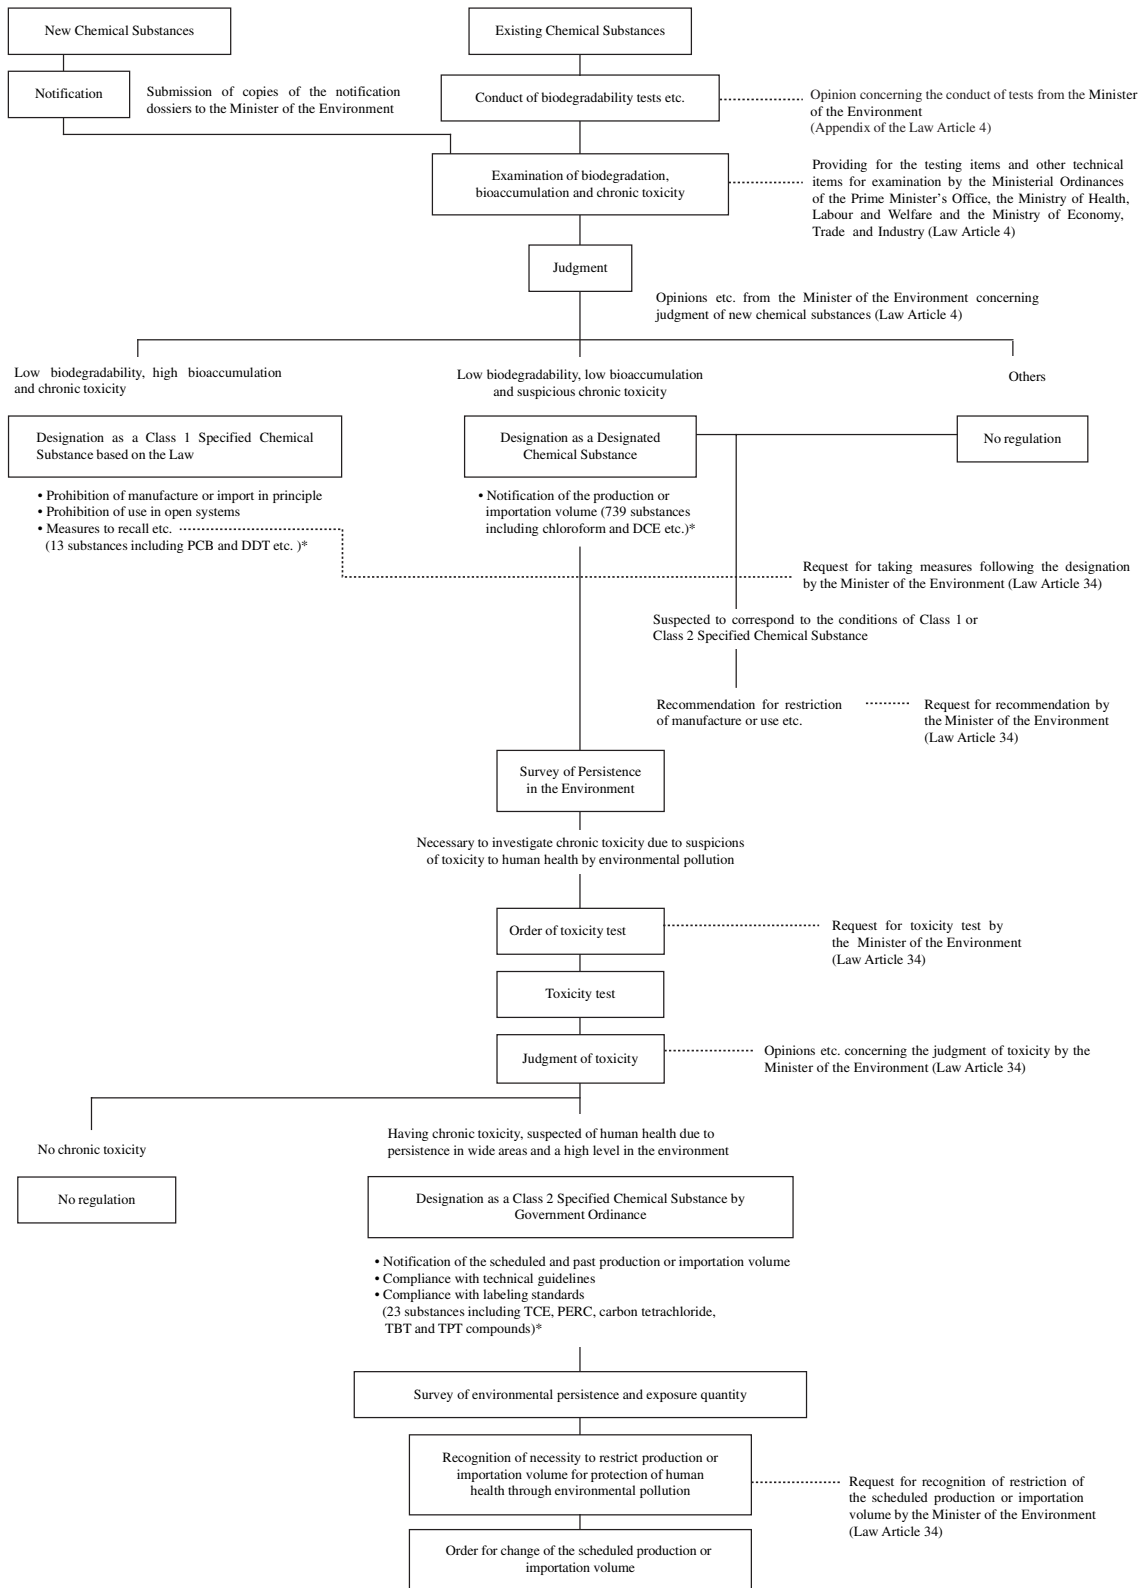 New Chemical Substances
Existing Chemical Substances
Notification
Submission of copies of the notification
dossiers to the Minister of the Environment
Conduct of biodegradability tests etc.
Opinion concerning the conduct of tests from the Minister
of the Environment
(Appendix of the Law Article 4)
Examination of biodegradation,
bioaccumulation and chronic toxicity
Providing for the testing items and other technical
items for examination by the Ministerial Ordinances
of the Prime Minister's Office, the Ministry of Health,
Labour and Welfare and the Ministry of Economy,
Trade and Industry (Law Article 4)
Judgment
Opinions etc. from the Minister of the Environment concerning
judgment of new chemical substances (Law Article 4)
Low biodegradability, high bioaccumulation
and chronic toxicity
Low biodegradability, low bioaccumulation
and suspicious chronic toxicity
Others
Designation as a Class 1 Specified Chemical
Substance based on the Law
Designation as a Designated
Chemical Substance
No regulation
• Prohibition of manufacture or import in principle
• Prohibition of use in open systems
• Measures to recall etc.
(13 substances including PCB and DDT etc. )*
• Notification of the production or
importation volume (739 substances
including chloroform and DCE etc.)*
Request for taking measures following the designation
by the Minister of the Environment (Law Article 34)
Suspected to correspond to the conditions of Class 1 or
Class 2 Specified Chemical Substance
Recommendation for restriction
of manufacture or use etc.
Request for recommendation by
the Minister of the Environment
(Law Article 34)
Survey of Persistence
in the Environment
Necessary to investigate chronic toxicity due to suspicions
of toxicity to human health by environmental pollution
Order of toxicity test
Request for toxicity test by
the Minister of the Environment
(Law Article 34)
Toxicity test
Judgment of toxicity
Opinions etc. concerning the judgment of toxicity by the
Minister of the Environment (Law Article 34)
No chronic toxicity
Having chronic toxicity, suspected of human health due to
persistence in wide areas and a high level in the environment
No regulation
Designation as a Class 2 Specified Chemical Substance by
Government Ordinance
• Notification of the scheduled and past production or importation volume
• Compliance with technical guidelines
• Compliance with labeling standards
(23 substances including TCE, PERC, carbon tetrachloride,
TBT and TPT compounds)*
Survey of environmental persistence and exposure quantity
Recognition of necessity to restrict production or
importation volume for protection of human
health through environmental pollution
Request for recognition of restriction of
the scheduled production or importation
volume by the Minister of the Environment
(Law Article 34)
Order for change of the scheduled production or
importation volume